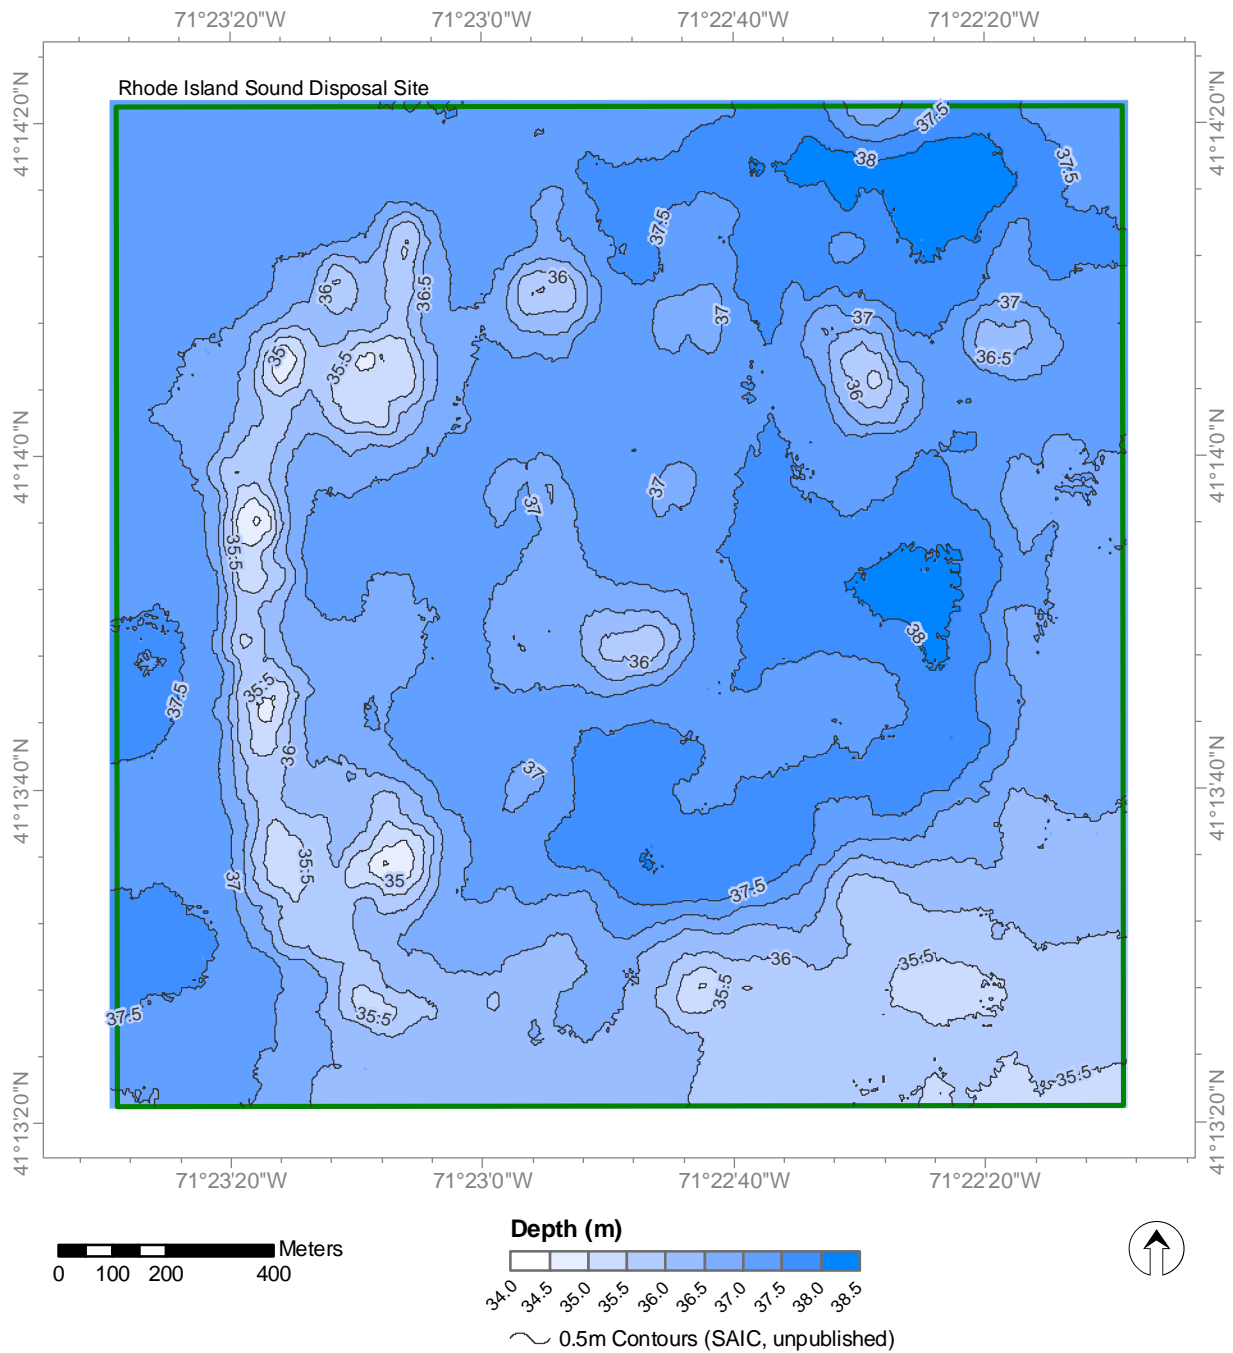 71°23'20"W 71°23'0"W 71°22'40"W 71°22'20"W
Rhode Island Sound Disposal Site
41°14'20"N
41°14'20"N
37.5
38
37.5
37.5
36
36
36.5
37
37
37
35
35.5
36.5
36
41°14'0"N
41°14'0"N
37
37
35.5
38
36
35.5
37.5
36
37
41°13'40"N
41°13'40"N
35.5
35
37
37.5
36
35.5
35.5
35.5
37.5
35.5
41°13'20"N
41°13'20"N
71°23'20"W 71°23'0"W 71°22'40"W 71°22'20"W
Depth (m)
Meters
0 100 200 400
34.0 34.5 35.0 35.5 36.0 36.5 37.0 37.5 38.0 38.5
0.5m Contours (SAIC, unpublished)